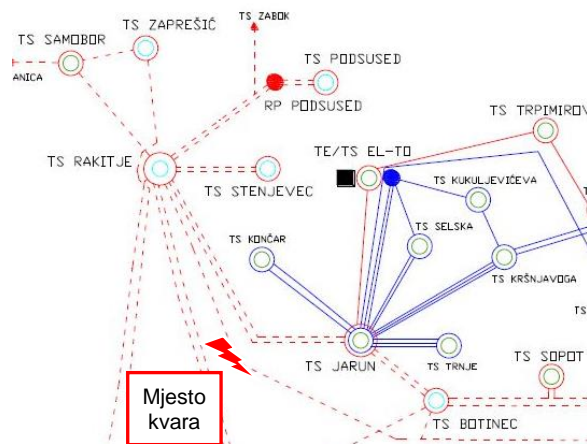 TS SAMOBOR
TS ZAPREŠIĆ
TS ZABOK
ANICA
TS PODSUSED
RP PODSUSED
TS TRPIMIROV
TS RAKITJE
TE/TS EL-TO
TS STENJEVEC
TS KUKULJEVIĆEVA
TS SELSKA
TS KONČAR
TS KRŠNJAVOGA
TS
TS JARUN
TS TRNJE
TS SOPOT
Mjesto
kvara
TS BOTINEC